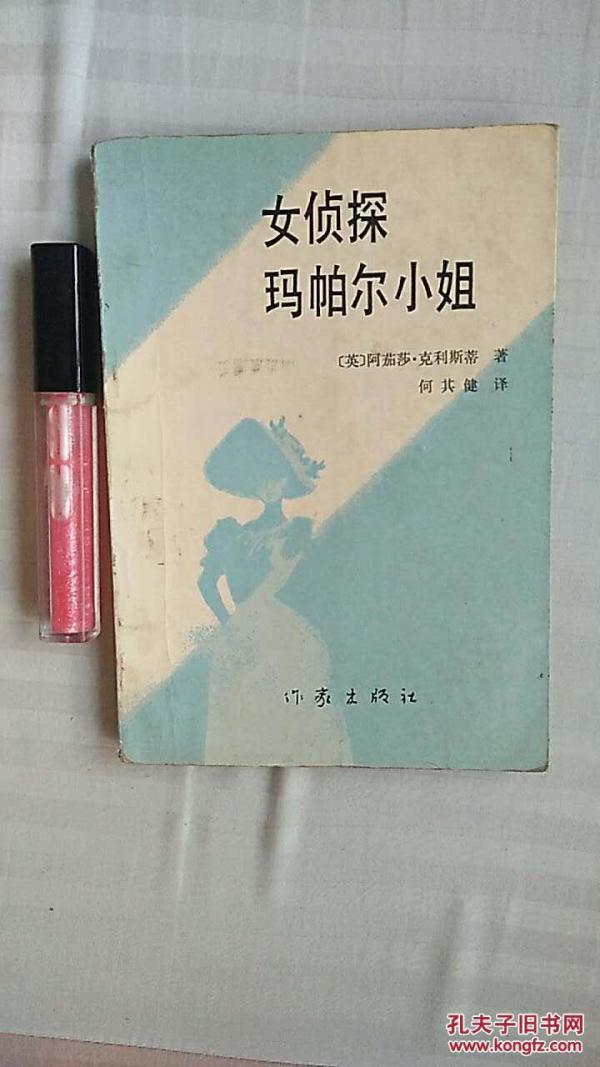 女侦探
玛帕尔小姐
〔英〕阿茄莎·克利斯蒂 著
何其健 译
作家出版社
孔夫子旧书网
www.kongfz.com